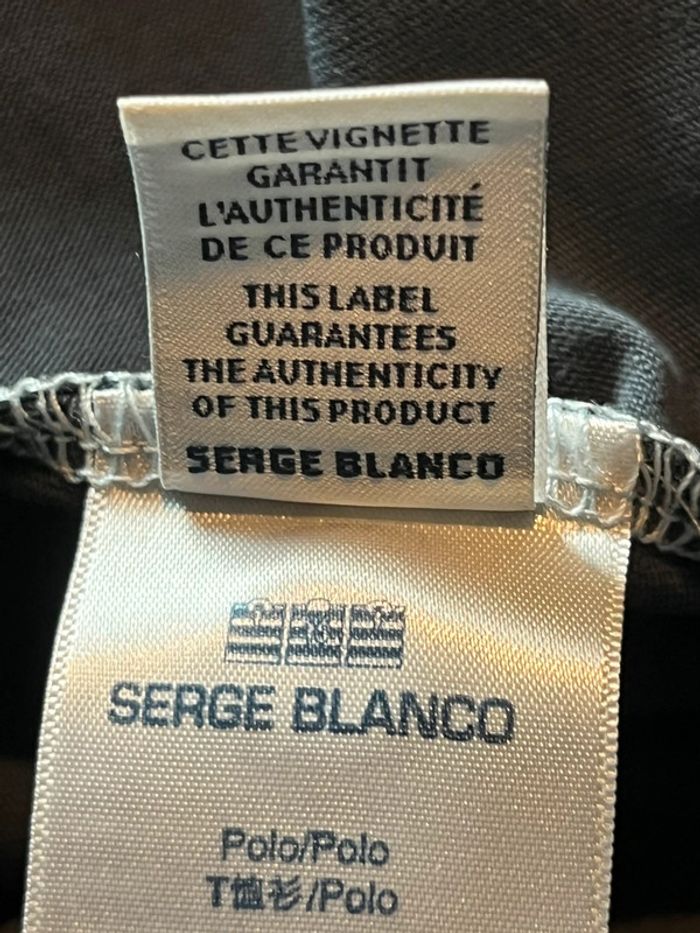 CETTE VIGNETTE
GARANTIT
L'AUTHENTICITÉ
DE CE PRODUIT
THIS LABEL
GUARANTEES
THE AUTHENTICITY
OF THIS PRODUCT
SERGE BLANCO
SERGE BLANCO
Polo/Polo
T恤衫/Polo